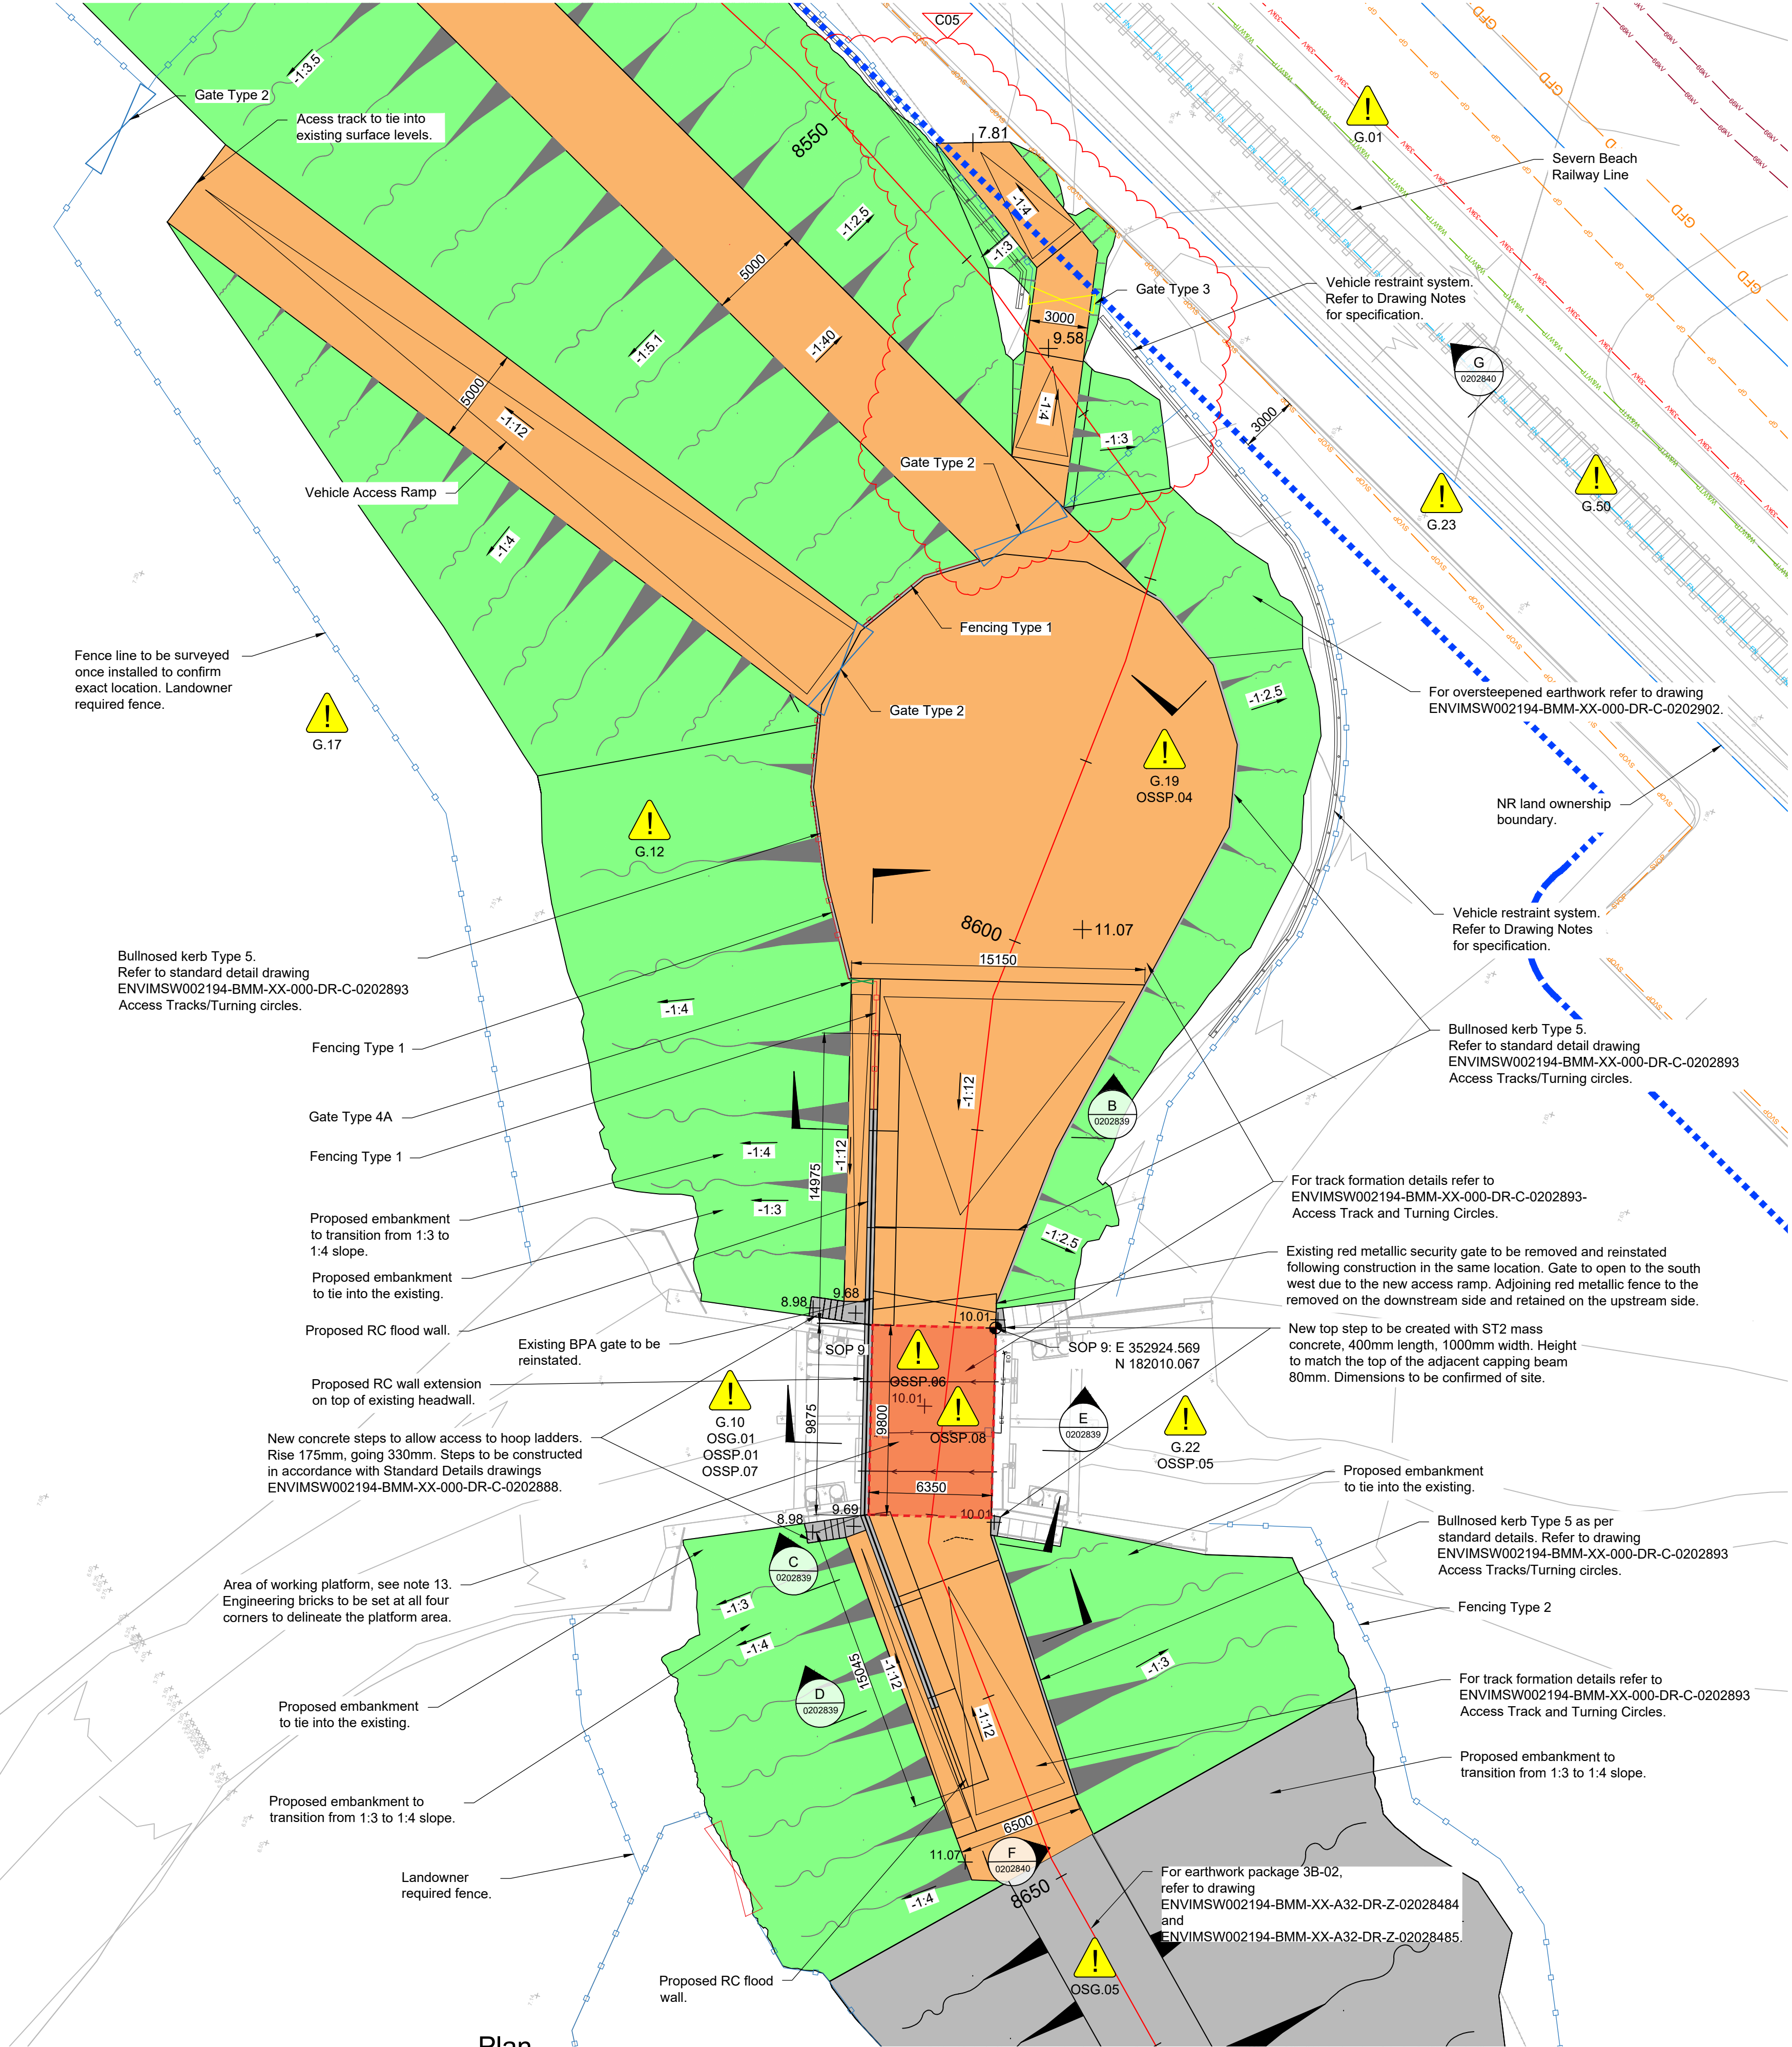 C05
-1:3.5
Gate Type 2
Acess track to tie into
existing surface levels.
8550
7.81
G.01
Severn Beach
Railway Line
GFD
GFD
GFD
GFD
D
69kV
33kV
W&WTP
GP
SVOP
-1:2.5
-1:4
-1:3
5000
Gate Type 3
Vehicle restraint system.
Refer to Drawing Notes
for specification.
3000
9.58
-1:40
-1:5.1
G
0202840
5000
-1:12
-1:4
3000
-1:3
Gate Type 2
Vehicle Access Ramp
G.23
G.50
-1:4
Fencing Type 1
Fence line to be surveyed
once installed to confirm
exact location. Landowner
required fence.
G.17
Gate Type 2
-1:2.5
For oversteepened earthwork refer to drawing
ENVIMSW002194-BMM-XX-000-DR-C-0202902.
G.19
OSSP.04
NR land ownership
boundary.
G.12
8600
11.07
15150
Vehicle restraint system.
Refer to Drawing Notes
for specification.
Bullnosed kerb Type 5.
Refer to standard detail drawing
ENVIMSW002194-BMM-XX-000-DR-C-0202893
Access Tracks/Turning circles.
-1:4
Fencing Type 1
Bullnosed kerb Type 5.
Refer to standard detail drawing
ENVIMSW002194-BMM-XX-000-DR-C-0202893
Access Tracks/Turning circles.
-1:12
B
0202839
Gate Type 4A
Fencing Type 1
-1:4
-1:12
14975
-1:3
For track formation details refer to
ENVIMSW002194-BMM-XX-000-DR-C-0202893-
Access Track and Turning Circles.
Proposed embankment
to transition from 1:3 to
1:4 slope.
-1:2.5
Existing red metallic security gate to be removed and reinstated
following construction in the same location. Gate to open to the south
west due to the new access ramp. Adjoining red metallic fence to the
removed on the downstream side and retained on the upstream side.
Proposed embankment
to tie into the existing.
8.98
9.68
10.01
Proposed RC flood wall.
Existing BPA gate to be
reinstated.
SOP 9
SOP 9: E 352924.569
N 182010.067
New top step to be created with ST2 mass
concrete, 400mm length, 1000mm width. Height
to match the top of the adjacent capping beam
80mm. Dimensions to be confirmed of site.
OSSP.06
10.01
Proposed RC wall extension
on top of existing headwall.
G.10
OSG.01
OSSP.01
OSSP.07
9875
9800
OSSP.08
E
0202839
G.22
OSSP.05
New concrete steps to allow access to hoop ladders.
Rise 175mm, going 330mm. Steps to be constructed
in accordance with Standard Details drawings
ENVIMSW002194-BMM-XX-000-DR-C-0202888.
6350
Proposed embankment
to tie into the existing.
8.98
9.69
10.01
Bullnosed kerb Type 5 as per
standard details. Refer to drawing
ENVIMSW002194-BMM-XX-000-DR-C-0202893
Access Tracks/Turning circles.
C
0202839
Area of working platform, see note 13.
Engineering bricks to be set at all four
corners to delineate the platform area.
-1:3
-1:4
Fencing Type 2
15045
-1:12
-1:3
D
0202839
For track formation details refer to
ENVIMSW002194-BMM-XX-000-DR-C-0202893
Access Track and Turning Circles.
Proposed embankment
to tie into the existing.
-1:12
Proposed embankment to
transition from 1:3 to 1:4 slope.
Proposed embankment to
transition from 1:3 to 1:4 slope.
6500
11.07
F
0202840
8650
-1:4
Landowner
required fence.
For earthwork package 3B-02,
refer to drawing
ENVIMSW002194-BMM-XX-A32-DR-Z-02028484
and
ENVIMSW002194-BMM-XX-A32-DR-Z-02028485.
Proposed RC flood
wall.
OSG.05
Plan